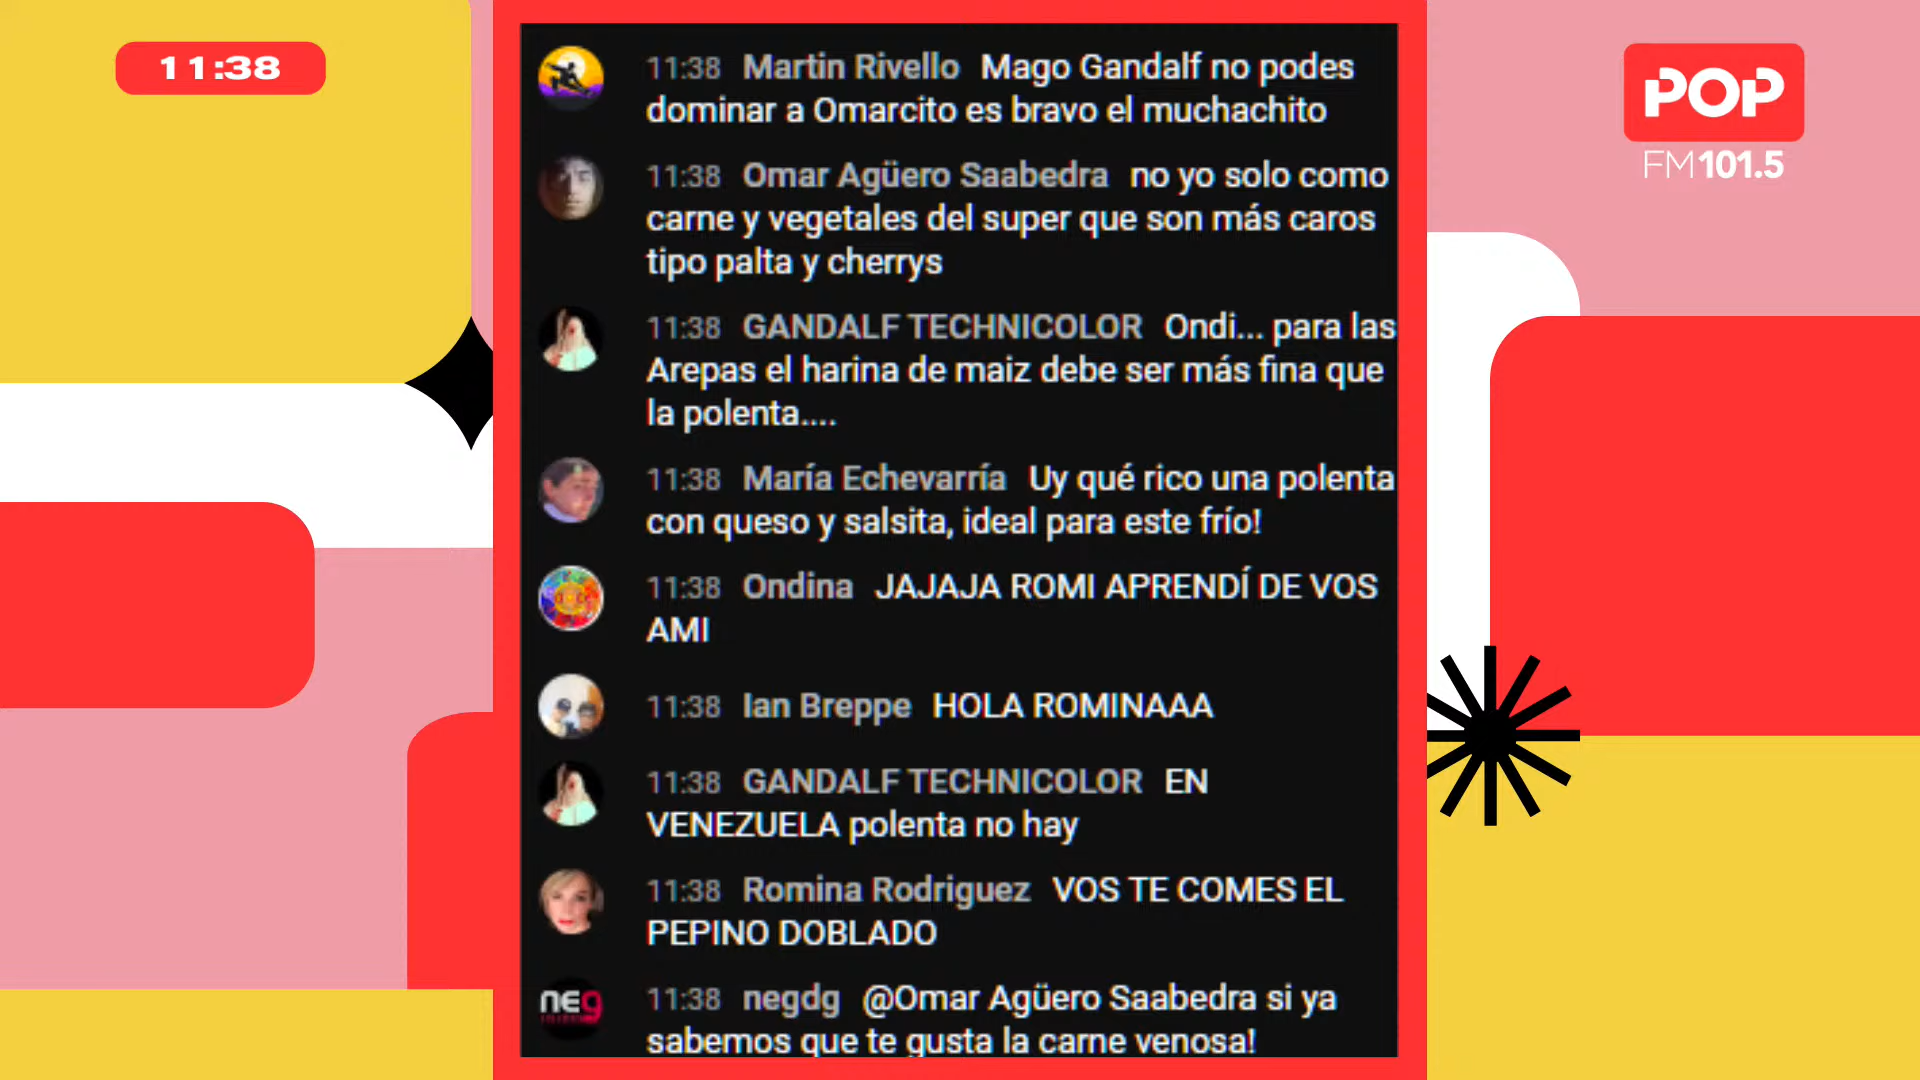 11:38
POP
FM101.5
11:38 Martin Rivello Mago Gandalf no podes
dominar a Omarcito es bravo el muchachito
11:38 Omar Agüero Saabedra no yo solo como
carne y vegetales del super que son más caros
tipo palta y cherrys
11:38 GANDALF TECHNICOLOR Ondi... para las
Arepas el harina de maiz debe ser más fina que
la polenta....
11:38 María Echevarría Uy qué rico una polenta
con queso y salsita, ideal para este frío!
11:38 Ondina JAJAJA ROMI APRENDÍ DE VOS
AMI
11:38 Ian Breppe HOLA ROMINAAA
11:38 GANDALF TECHNICOLOR EN
VENEZUELA polenta no hay
11:38 Romina Rodriguez VOS TE COMES EL
PEPINO DOBLADO
neg
11:38 negdg @Omar Agüero Saabedra si ya
sabemos que te gusta la carne venosa!